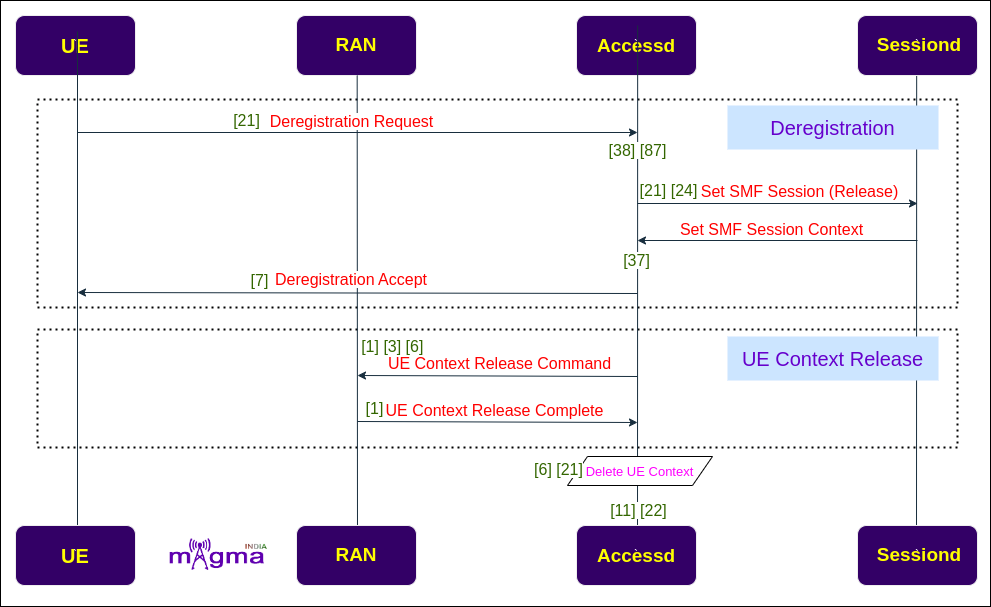 UE
RAN
Accessd
Sessiond
[21] Deregistration Request
Deregistration
[38] [87]
[21] [24] Set SMF Session (Release)
Set SMF Session Context
[37]
[7] Deregistration Accept
[1] [3] [6]
UE Context Release Command
UE Context Release
[1] UE Context Release Complete
[6] [21] Delete UE Context
[11] [22]
UE
INDIA
magma
RAN
Accessd
Sessiond